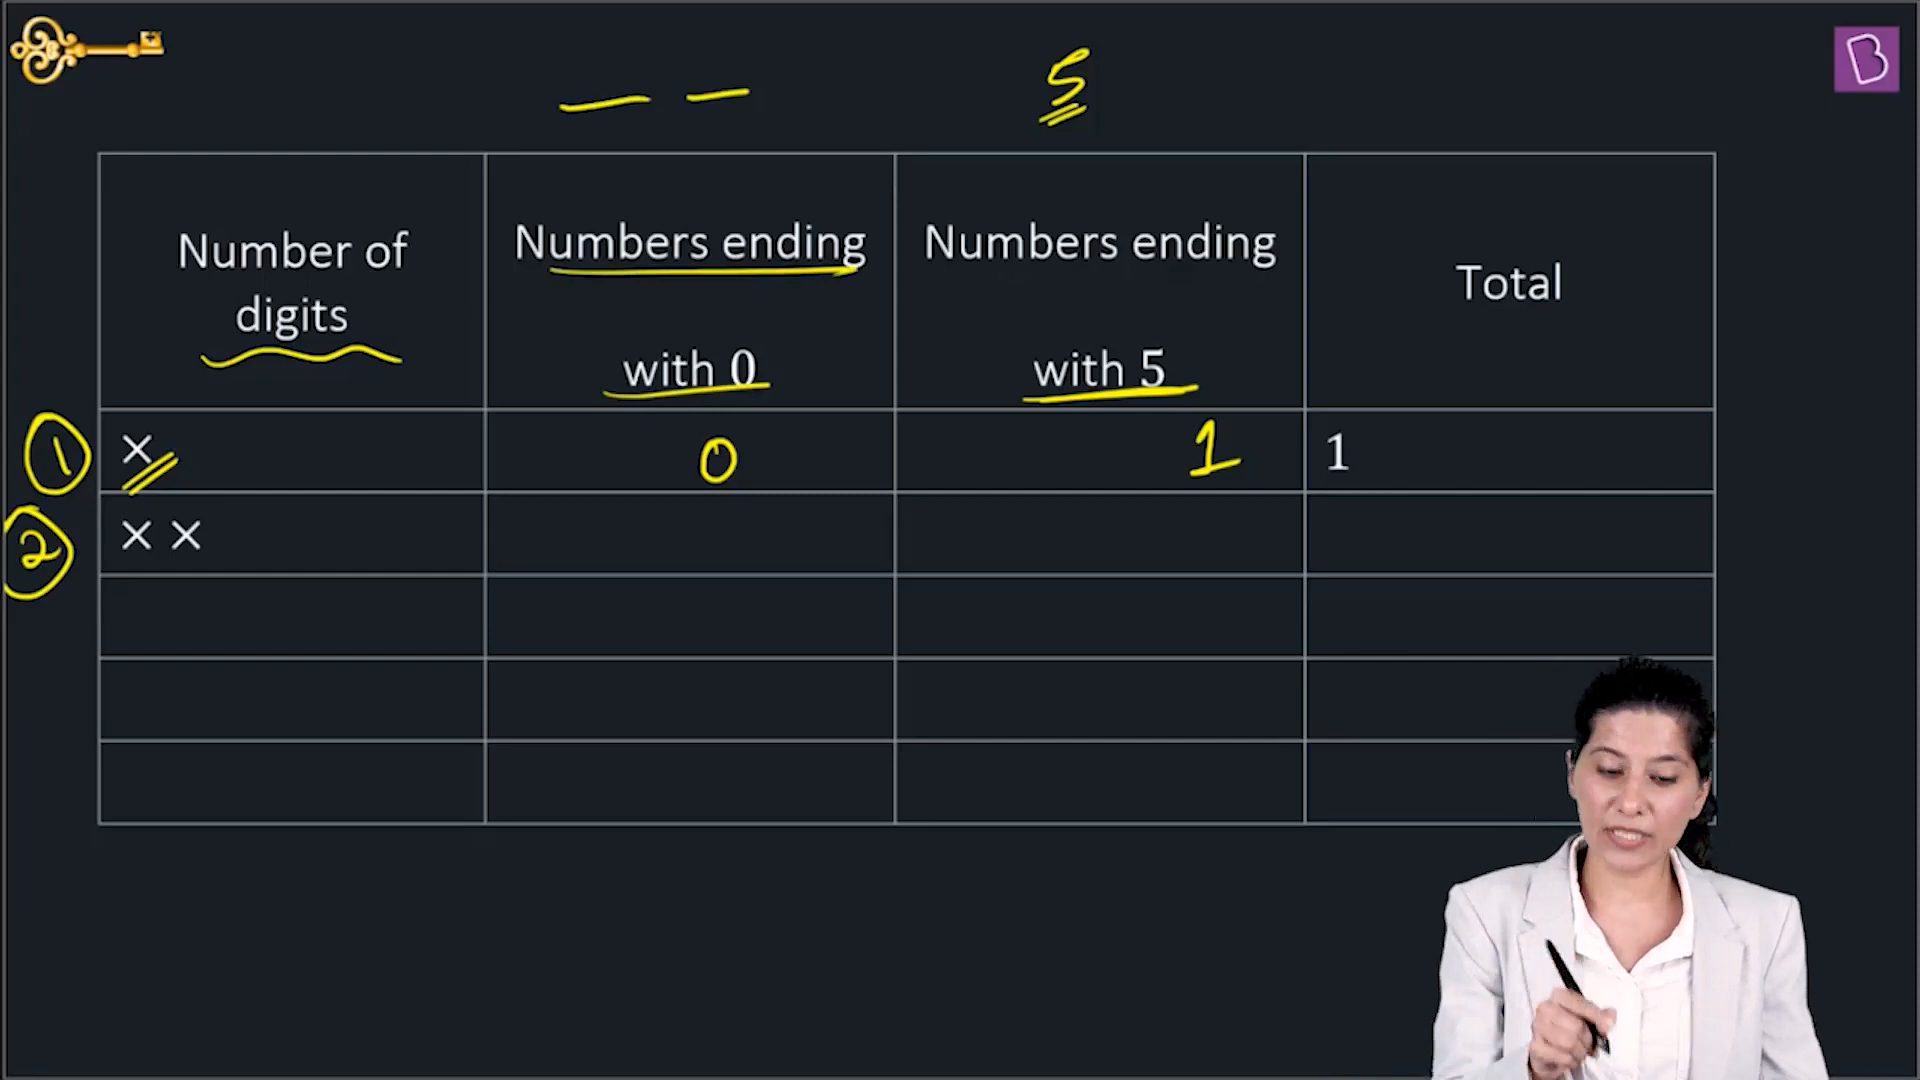 5
Number of
digits
Numbers ending
with 0
Numbers ending
with 5
Total
1
×
0
1
1
2
× ×
B